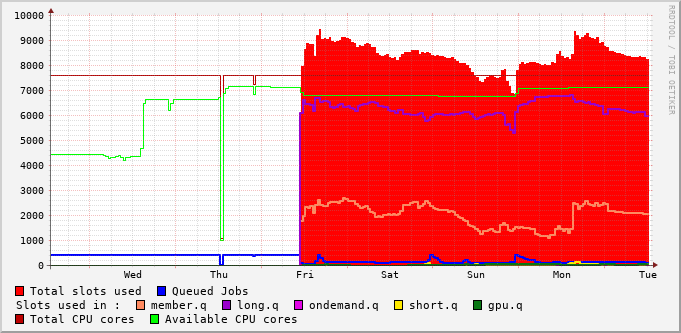 10000
9000
8000
7000
6000
5000
4000
3000
2000
1000
0
Wed Thu Fri Sat Sun Mon Tue
Total slots used Queued Jobs
Slots used in : member.q long.q ondemand.q short.q gpu.q
Total CPU cores Available CPU cores
RRDTOOL / TOBI OETIKER